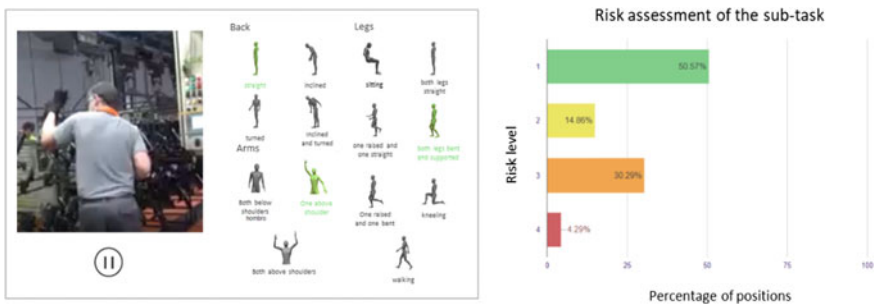 Back
Legs
straight
inclined
sitting
both legs
straight
turned
inclined
and turned
one raised and
one straight
both legs bent
and supported
Arms
Both below
shoulders
hombro
One above
shoulder
One raised
and one bent
kneeling
Both above shoulders
walking
Risk assessment of the sub-task
Risk level
1
50.57%
2
14.86%
3
30.29%
4
4.29%
0
25
50
75
100
Percentage of positions